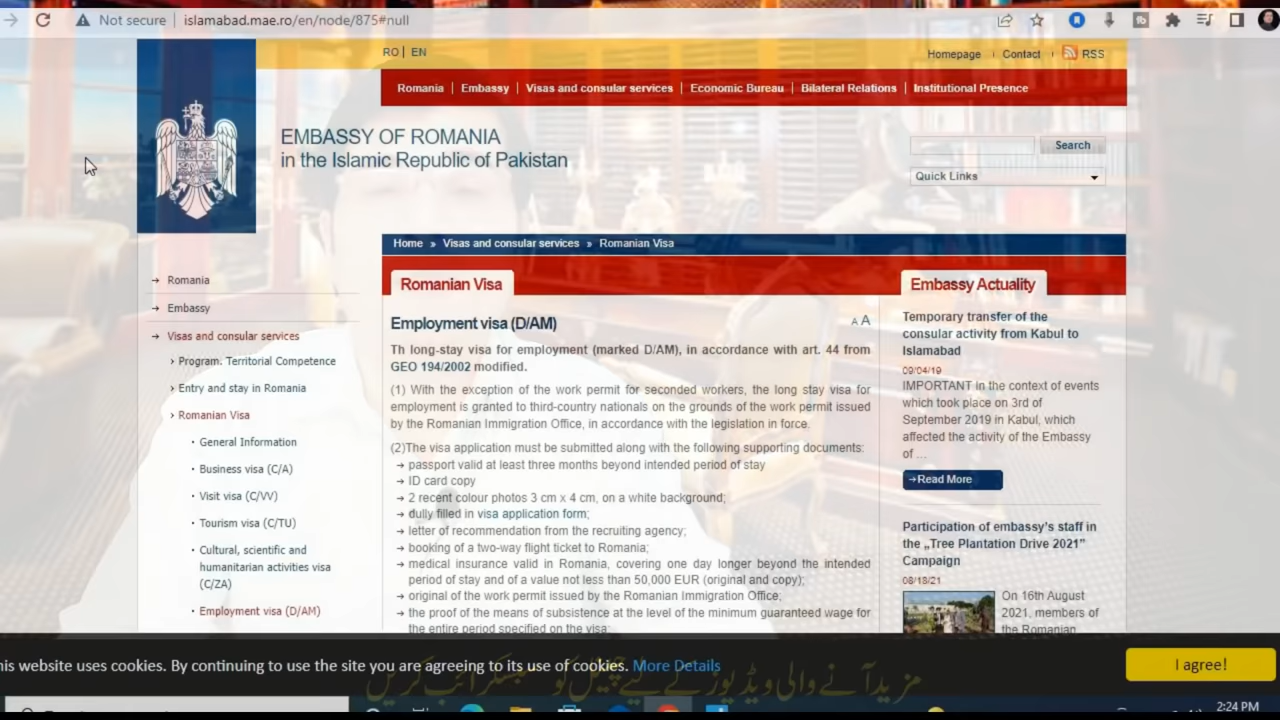 Not secure | islamabad.mae.ro/en/node/875#null
RO | EN
Homepage | Contact | RSS
Romania | Embassy | Visas and consular services | Economic Bureau | Bilateral Relations | Institutional Presence
EMBASSY OF ROMANIA
in the Islamic Republic of Pakistan
Search
Quick Links
Home » Visas and consular services » Romanian Visa
→ Romania
→ Embassy
→ Visas and consular services
› Program. Territorial Competence
› Entry and stay in Romania
› Romanian Visa
• General Information
• Business visa (C/A)
• Visit visa (C/VV)
• Tourism visa (C/TU)
• Cultural, scientific and
humanitarian activities visa
(C/ZA)
• Employment visa (D/AM)
Romanian Visa
Employment visa (D/AM)
A A
Th long-stay visa for employment (marked D/AM), in accordance with art. 44 from
GEO 194/2002 modified.
(1) With the exception of the work permit for seconded workers, the long stay visa for
employment is granted to third-country nationals on the grounds of the work permit issued
by the Romanian Immigration Office, in accordance with the legislation in force.
(2)The visa application must be submitted along with the following supporting documents:
→ passport valid at least three months beyond intended period of stay
→ ID card copy
→ 2 recent colour photos 3 cm x 4 cm, on a white background;
→ dully filled in visa application form;
→ letter of recommendation from the recruiting agency;
→ booking of a two-way flight ticket to Romania;
→ medical insurance valid in Romania, covering one day longer beyond the intended
period of stay and of a value not less than 50,000 EUR (original and copy);
→ original of the work permit issued by the Romanian Immigration Office;
→ the proof of the means of subsistence at the level of the minimum guaranteed wage for
the entire period specified on the visa;
Embassy Actuality
Temporary transfer of the
consular activity from Kabul to
Islamabad
09/04/19
IMPORTANT in the context of events
which took place on 3rd of
September 2019 in Kabul, which
affected the activity of the Embassy
of ...
→Read More
Participation of embassy's staff in
the „Tree Plantation Drive 2021”
Campaign
08/18/21
On 16th August
2021, members of
the Romanian
his website uses cookies. By continuing to use the site you are agreeing to its use of cookies. More Details
I agree!
مزید آنے والی ویڈیوز کے لیے چینل کو سبسکرائب کریں
2:24 PM